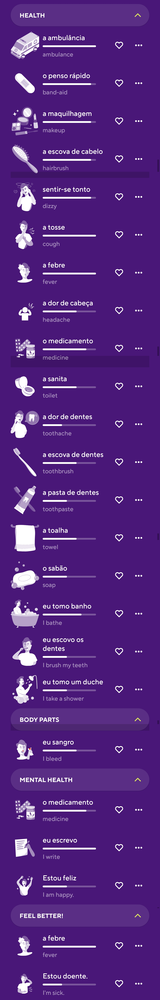 HEALTH
a ambulância
ambulance
o penso rápido
band-aid
a maquilhagem
makeup
a escova de cabelo
hairbrush
sentir-se tonto
dizzy
a tosse
cough
a febre
fever
a dor de cabeça
headache
o medicamento
medicine
a sanita
toilet
a dor de dentes
toothache
a escova de dentes
toothbrush
a pasta de dentes
toothpaste
a toalha
towel
o sabão
soap
eu tomo banho
I bathe
eu escovo os
dentes
I brush my teeth
eu tomo um duche
I take a shower
BODY PARTS
eu sangro
I bleed
MENTAL HEALTH
o medicamento
medicine
eu escrevo
I write
Estou feliz
I am happy.
FEEL BETTER!
a febre
fever
Estou doente.
I'm sick.